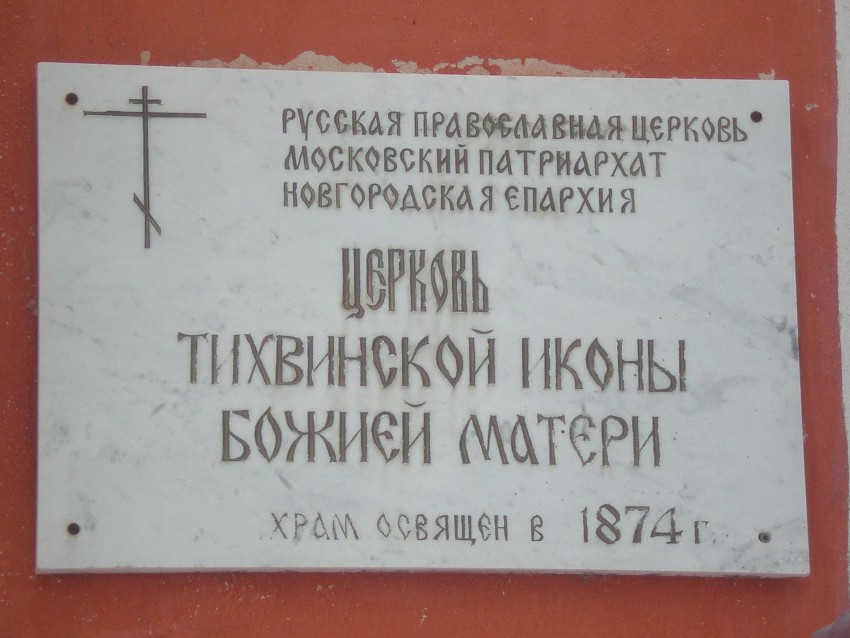 РУССКАЯ ПРАВОСЛАВНАЯ ЦЕРКОВЬ
МОСКОВСКИЙ ПАТРИАРХАТ
НОВГОРОДСКАЯ ЕПАРХИЯ
ЦЕРКОВЬ
ТИХВИНСКОЙ ИКОНЫ
БОЖИЕЙ МАТЕРИ
ХРАМ ОСВЯЩЕН В 1874 Г.